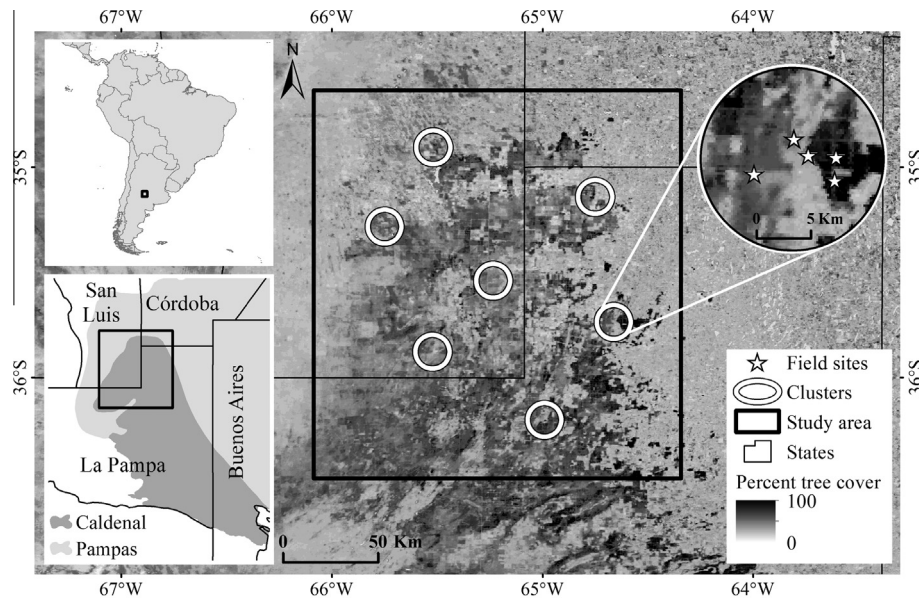 67°W 66°W 65°W 64°W
N
35°S 35°S
0 5 Km
San
Luis
Córdoba
Buenos Aires
La Pampa
Caldenal
Pampas
36°S 36°S
Field sites
Clusters
Study area
States
Percent tree cover
100
0
0 50 Km
67°W 66°W 65°W 64°W